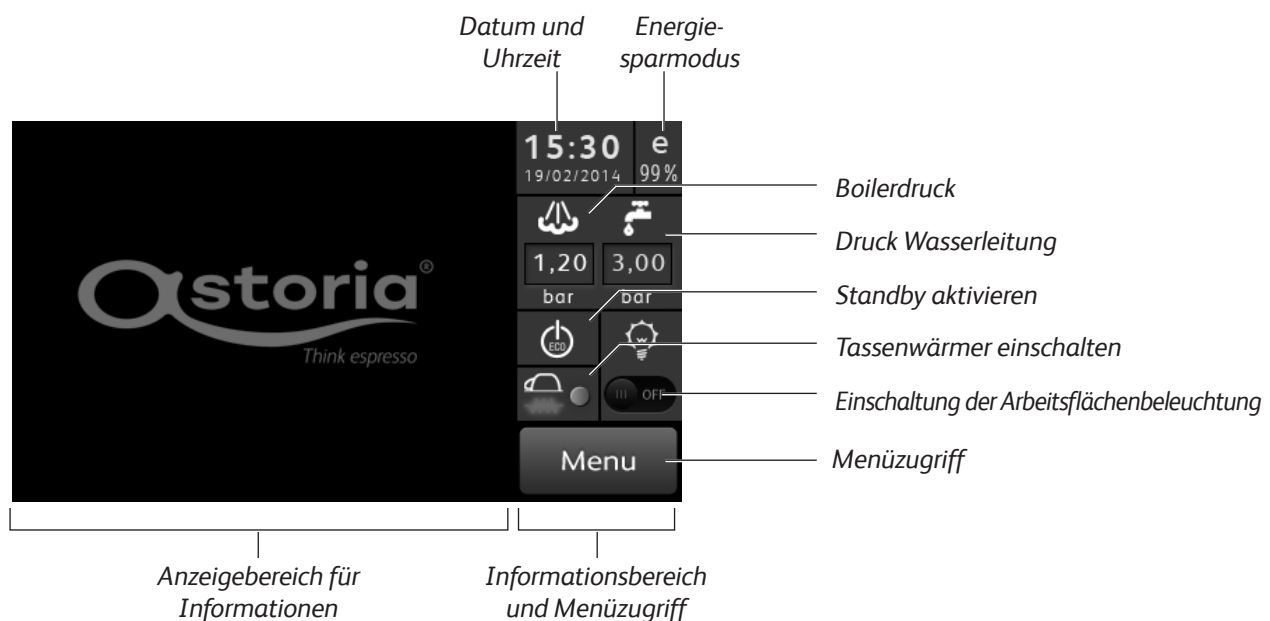 Datum und
Uhrzeit
Energie-
sparmodus
15:30
19/02/2014
e
99%
Boilerdruck
Druck Wasserleitung
1,20
3,00
bar
bar
astoria®
Think espresso
Standby aktivieren
ECO
Tassenwärmer einschalten
OFF
Einschaltung der Arbeitsflächenbeleuchtung
Menu
Menüzugriff
Anzeigebereich für
Informationen
Informationsbereich
und Menüzugriff